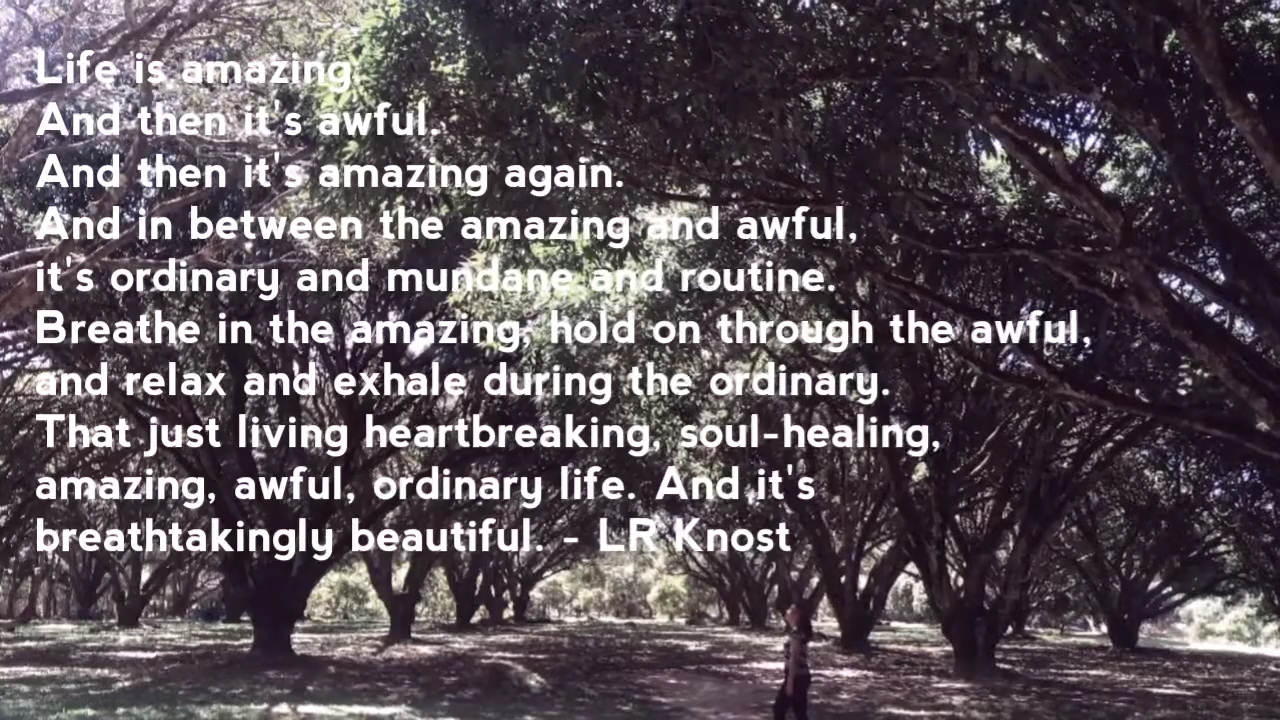 Life is amazing.
And then it's awful.
And then it's amazing again.
And in between the amazing and awful,
it's ordinary and mundane and routine.
Breathe in the amazing, hold on through the awful,
and relax and exhale during the ordinary.
That just living heartbreaking, soul-healing,
amazing, awful, ordinary life. And it's
breathtakingly beautiful. - LR Knost